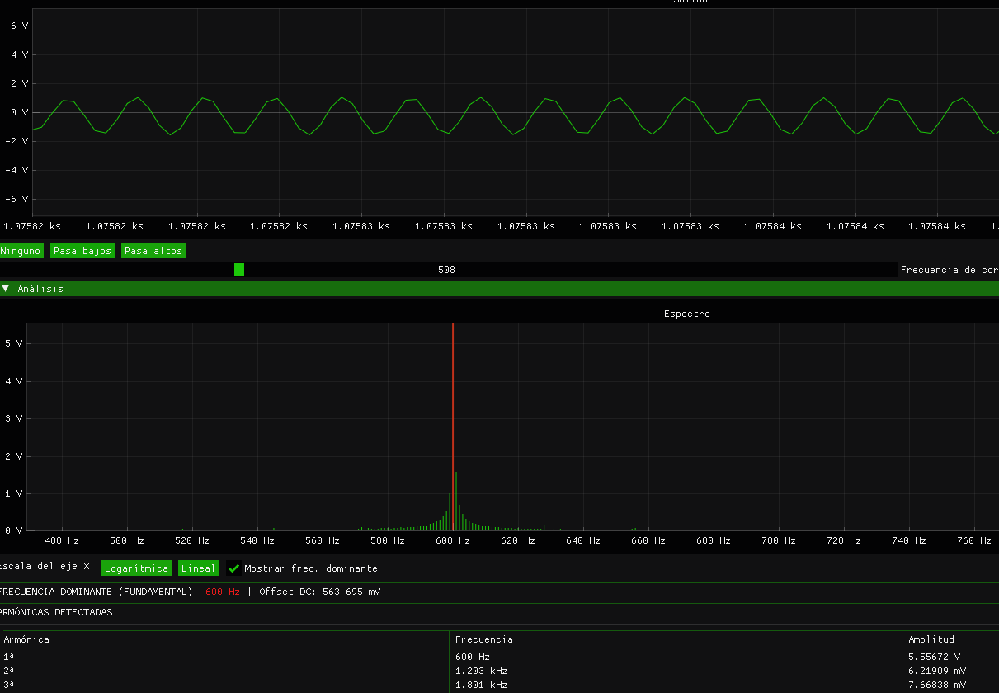 Salida
6 V
4 V
2 V
0 V
-2 V
-4 V
-6 V
1.07582 ks 1.07582 ks 1.07582 ks 1.07582 ks 1.07583 ks 1.07583 ks 1.07583 ks 1.07583 ks 1.07583 ks 1.07584 ks 1.07584 ks 1.07584 ks 1.
Ninguno Pasa bajos Pasa altos
508 Frecuencia de cor
Análisis
Espectro
5 V
4 V
3 V
2 V
1 V
0 V
480 Hz 500 Hz 520 Hz 540 Hz 560 Hz 580 Hz 600 Hz 620 Hz 640 Hz 660 Hz 680 Hz 700 Hz 720 Hz 740 Hz 760 Hz
Escala del eje X: Logarítmica Lineal Mostrar freq. dominante
FRECUENCIA DOMINANTE (FUNDAMENTAL): 600 Hz | Offset DC: 563.695 mV
ARMÓNICAS DETECTADAS:
Armónica Frecuencia Amplitud
1ª 600 Hz 5.55672 V
2ª 1.203 kHz 6.21909 mV
3ª 1.801 kHz 7.66838 mV